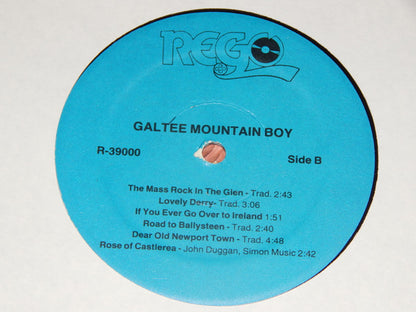 REGO
GALTEE MOUNTAIN BOY
R-39000 Side B
The Mass Rock In The Glen - Trad. 2:43
Lovely Derry- Trad. 3:06
If You Ever Go Over to Ireland 1:51
Road to Ballysteen - Trad. 2:40
Dear Old Newport Town - Trad. 4:48
Rose of Castlerea - John Duggan, Simon Music 2:42